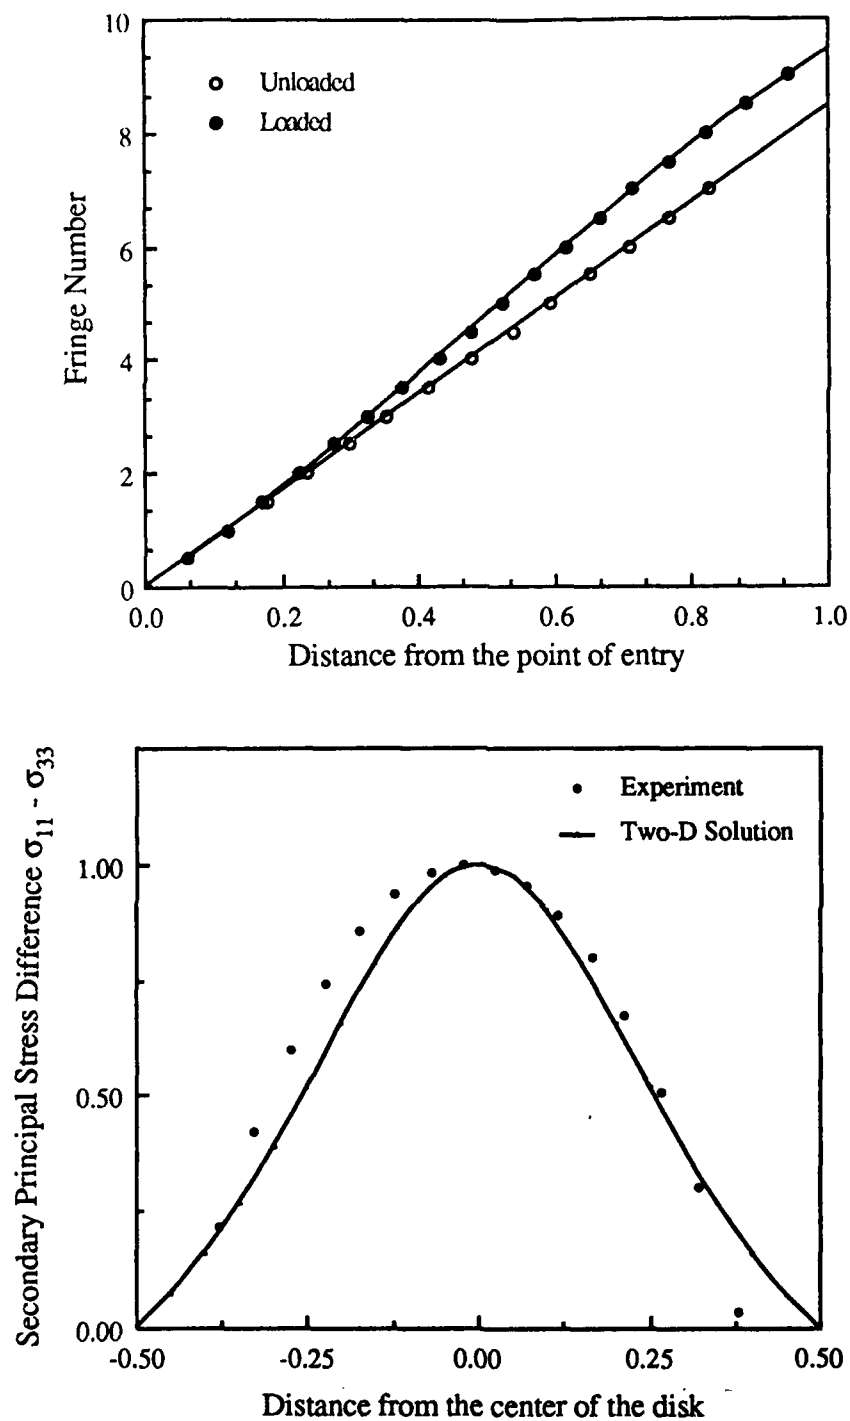 10
8
6
4
2
0
Fringe Number
Unloaded
Loaded
0.0 0.2 0.4 0.6 0.8 1.0
Distance from the point of entry
Secondary Principal Stress Difference σ11 - σ33
1.00
0.50
0.00
Experiment
Two-D Solution
-0.50 -0.25 0.00 0.25 0.50
Distance from the center of the disk